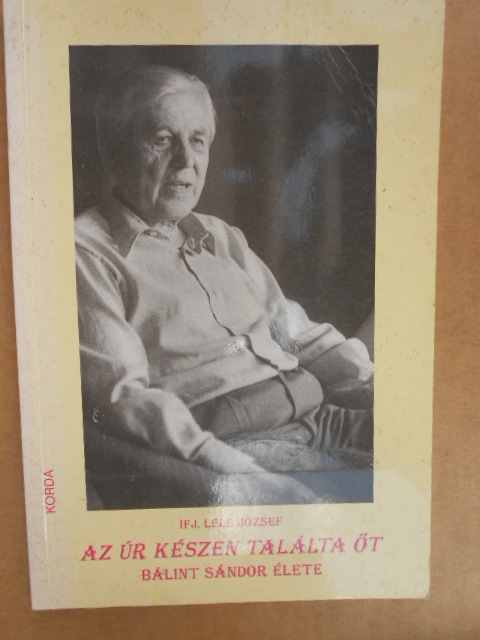 KORDA
IFJ. LELE JÓZSEF
AZ ÚR KÉSZEN TALÁLTA ŐT
BÁLINT SÁNDOR ÉLETE